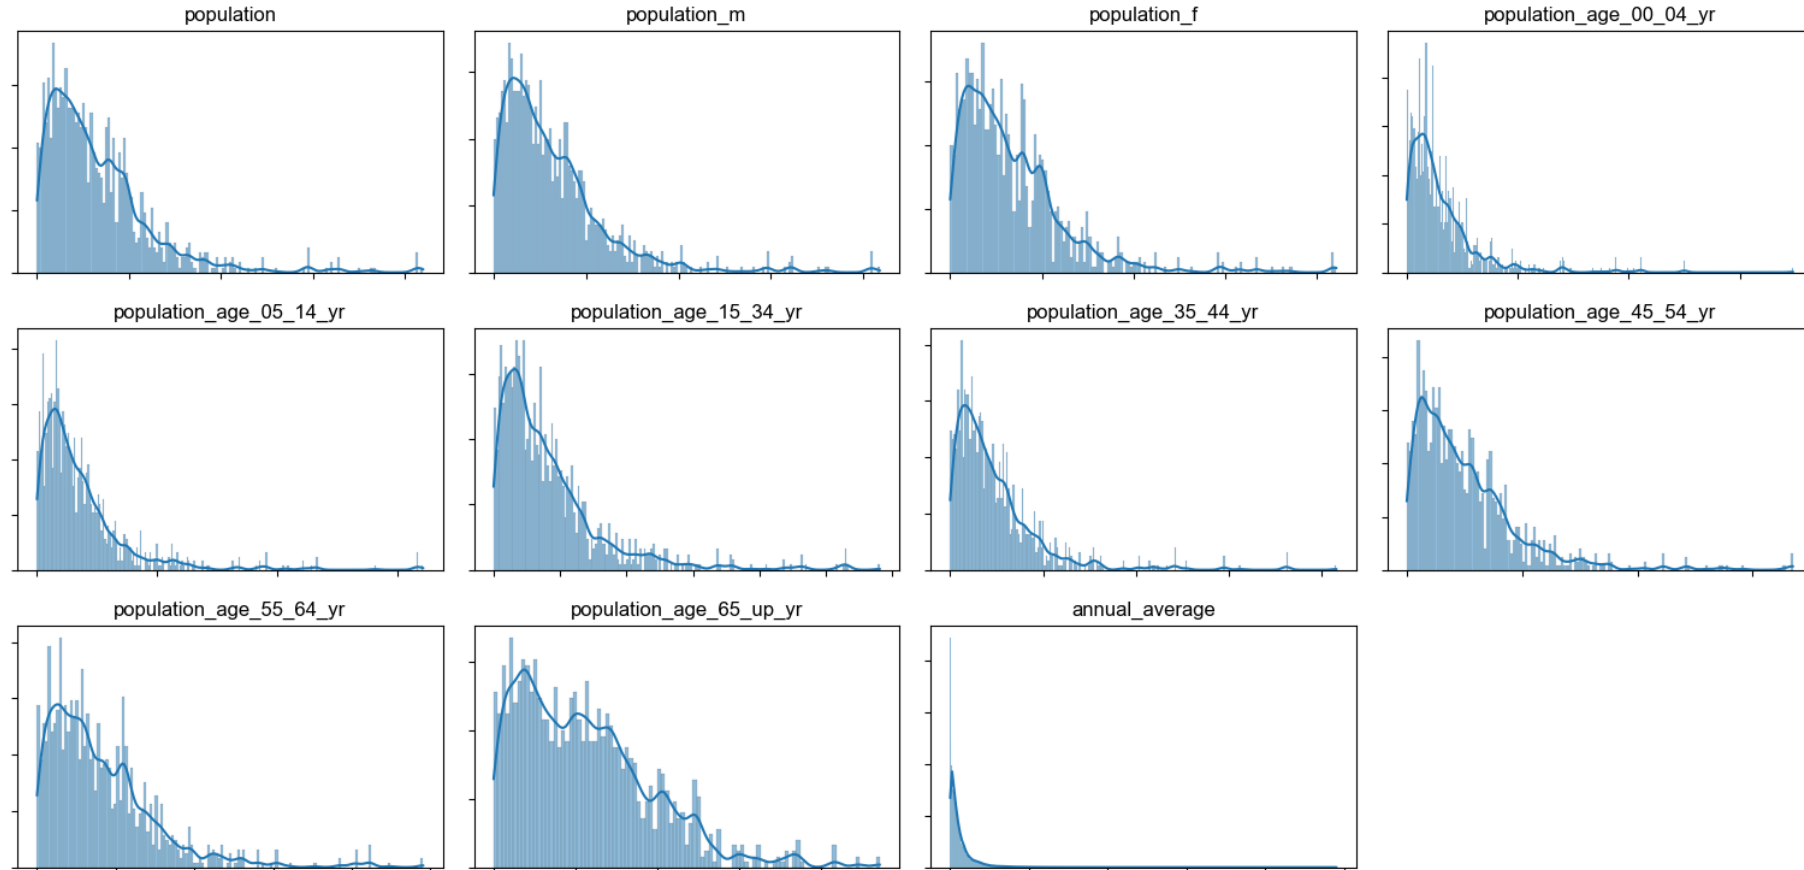 population
population_m
population_f
population_age_00_04_yr
population_age_05_14_yr
population_age_15_34_yr
population_age_35_44_yr
population_age_45_54_yr
population_age_55_64_yr
population_age_65_up_yr
annual_average